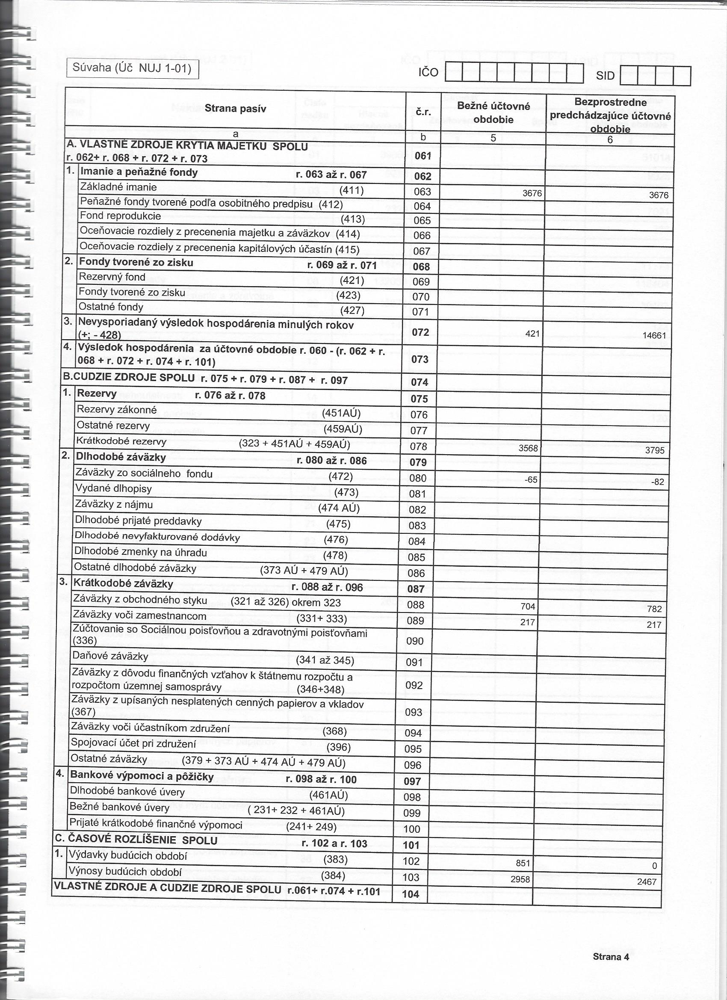 Súvaha (Úč NUJ 1-01)
IČO
SID
Strana pasív č.r. Bežné účtovné obdobie Bezprostredne predchádzajúce účtovné obdobie
a b 5 6
A. VLASTNÉ ZDROJE KRYTIA MAJETKU SPOLU
r. 062+ r. 068 + r. 072 + r. 073 061
1. Imanie a peňažné fondy r. 063 až r. 067 062
Základné imanie (411) 063 3676 3676
Peňažné fondy tvorené podľa osobitného predpisu (412) 064
Fond reprodukcie (413) 065
Oceňovacie rozdiely z precenenia majetku a záväzkov (414) 066
Oceňovacie rozdiely z precenenia kapitálových účastín (415) 067
2. Fondy tvorené zo zisku r. 069 až r. 071 068
Rezervný fond (421) 069
Fondy tvorené zo zisku (423) 070
Ostatné fondy (427) 071
3. Nevysporiadaný výsledok hospodárenia minulých rokov
(+; - 428) 072 421 14661
4. Výsledok hospodárenia za účtovné obdobie r. 060 - (r. 062 + r.
068 + r. 072 + r. 074 + r. 101) 073
B.CUDZIE ZDROJE SPOLU r. 075 + r. 079 + r. 087 + r. 097 074
1. Rezervy r. 076 až r. 078 075
Rezervy zákonné (451AÚ) 076
Ostatné rezervy (459AÚ) 077
Krátkodobé rezervy (323 + 451AÚ + 459AÚ) 078 3568 3795
2. Dlhodobé záväzky r. 080 až r. 086 079
Záväzky zo sociálneho fondu (472) 080 -65 -82
Vydané dlhopisy (473) 081
Záväzky z nájmu (474 AÚ) 082
Dlhodobé prijaté preddavky (475) 083
Dlhodobé nevyfakturované dodávky (476) 084
Dlhodobé zmenky na úhradu (478) 085
Ostatné dlhodobé záväzky (373 AÚ + 479 AÚ) 086
3. Krátkodobé záväzky r. 088 až r. 096 087
Záväzky z obchodného styku (321 až 326) okrem 323 088 704 782
Záväzky voči zamestnancom (331+ 333) 089 217 217
Zúčtovanie so Sociálnou poisťovňou a zdravotnými poisťovňami
(336) 090
Daňové záväzky (341 až 345) 091
Záväzky z dôvodu finančných vzťahov k štátnemu rozpočtu a
rozpočtom územnej samosprávy (346+348) 092
Záväzky z upísaných nesplatených cenných papierov a vkladov
(367) 093
Záväzky voči účastníkom združení (368) 094
Spojovací účet pri združení (396) 095
Ostatné záväzky (379 + 373 AÚ + 474 AÚ + 479 AÚ) 096
4. Bankové výpomoci a pôžičky r. 098 až r. 100 097
Dlhodobé bankové úvery (461AÚ) 098
Bežné bankové úvery ( 231+ 232 + 461AÚ) 099
Prijaté krátkodobé finančné výpomoci (241+ 249) 100
C. ČASOVÉ ROZLÍŠENIE SPOLU r. 102 a r. 103 101
1. Výdavky budúcich období (383) 102 851 0
Výnosy budúcich období (384) 103 2958 2467
VLASTNÉ ZDROJE A CUDZIE ZDROJE SPOLU r.061+ r.074 + r.101 104
Strana 4